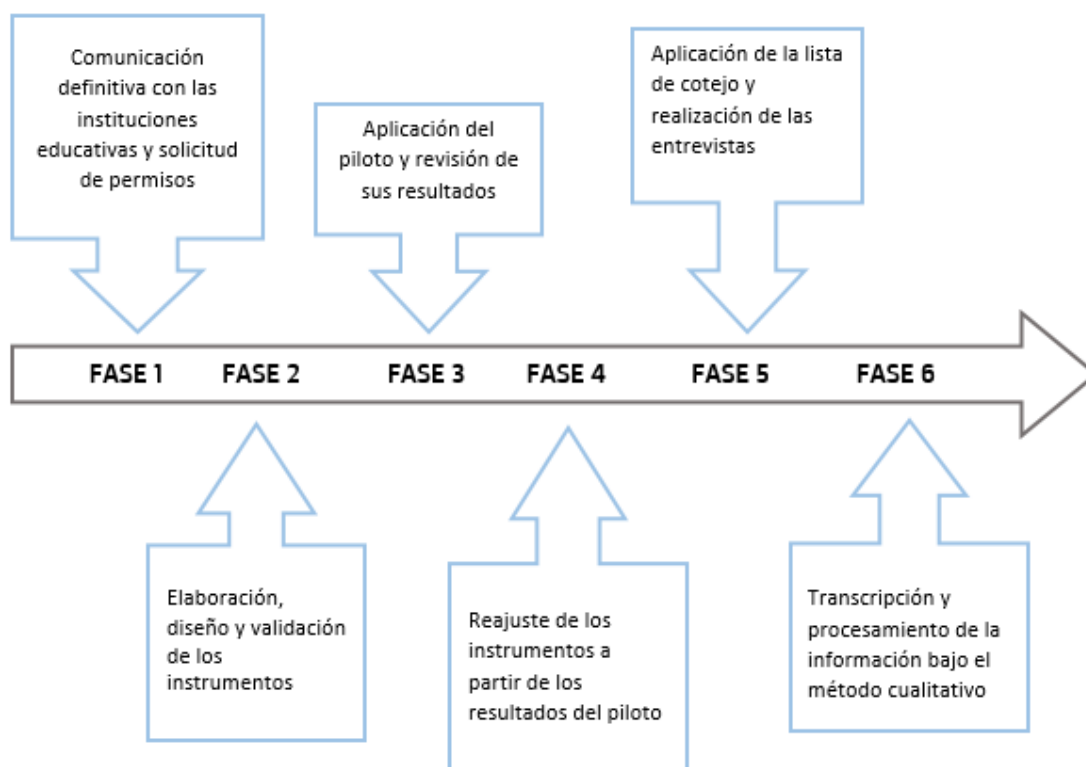 Comunicación
definitiva con las
instituciones
educativas y solicitud
de permisos
Aplicación del
piloto y revisión de
sus resultados
Aplicación de la lista
de cotejo y
realización de las
entrevistas
FASE 1
FASE 2
FASE 3
FASE 4
FASE 5
FASE 6
Elaboración,
diseño y validación
de los
instrumentos
Reajuste de los
instrumentos a
partir de los
resultados del piloto
Transcripción y
procesamiento de la
información bajo el
método cualitativo